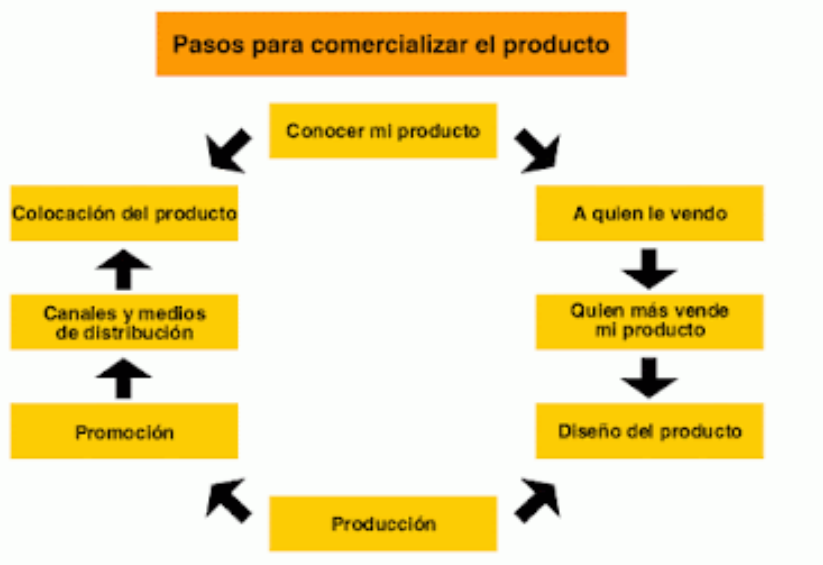 Pasos para comercializar el producto
Conocer mi producto
A quien le vendo
Quien más vende
mi producto
Diseño del producto
Producción
Promoción
Canales y medios
de distribución
Colocación del producto